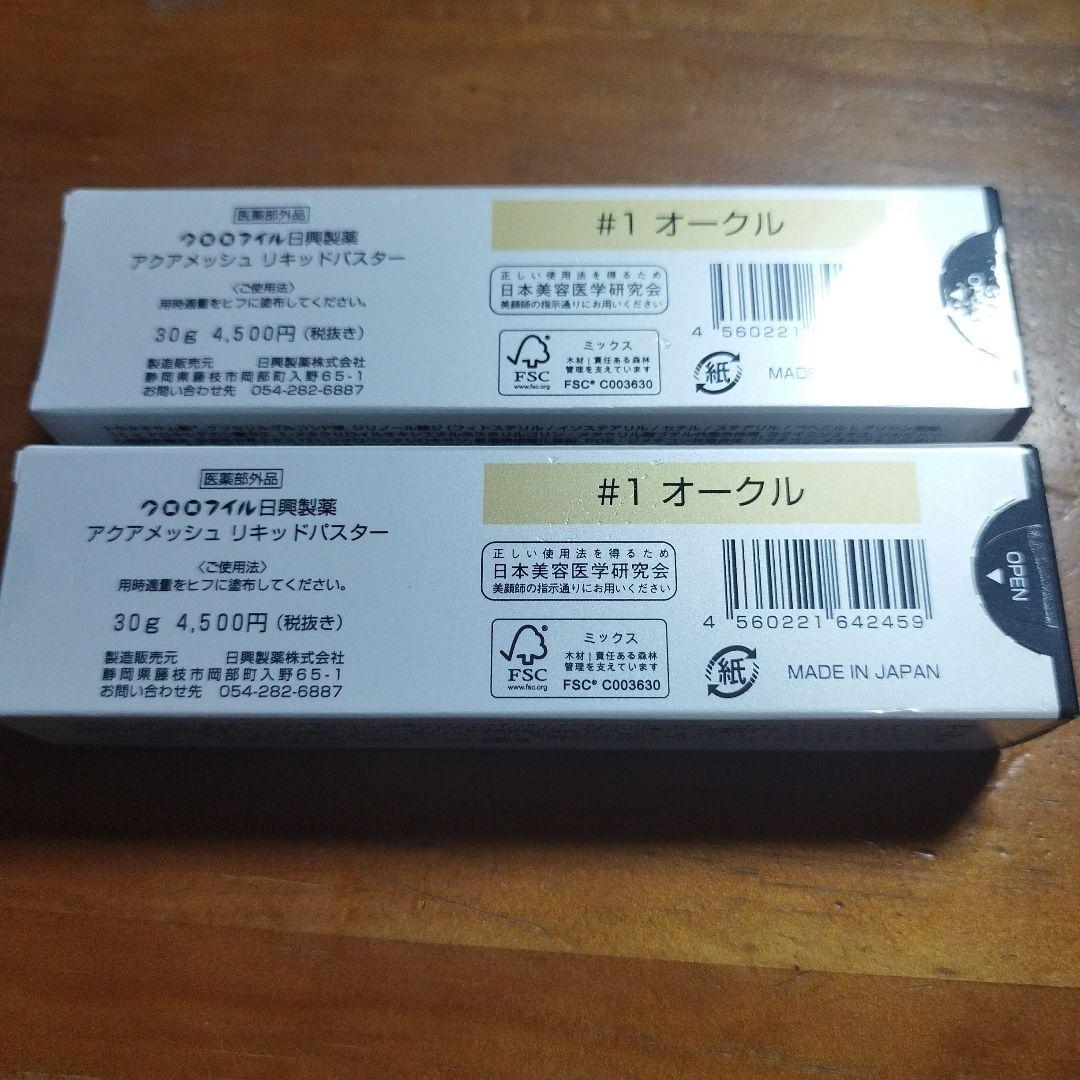 医薬部外品
クロロフイル日興製薬
アクアメッシュ リキッドパスター
〈ご使用法〉
用時適量をヒフに塗布してください。
30g 4,500円(税抜き)
製造販売元 日興製薬株式会社
静岡県藤枝市岡部町入野65-1
お問い合わせ先 054-282-6887
#1 オークル
正しい使用法を得るため
日本美容医学研究会
美顔師の指示通りにお用いください
FSC
www.fsc.org
ミックス
木材|責任ある森林
管理を支えています
FSC® C003630
4 560221
紙
MADE
医薬部外品
クロロフイル日興製薬
アクアメッシュ リキッドパスター
〈ご使用法〉
用時適量をヒフに塗布してください。
30g 4,500円(税抜き)
製造販売元 日興製薬株式会社
静岡県藤枝市岡部町入野65-1
お問い合わせ先 054-282-6887
#1 オークル
正しい使用法を得るため
日本美容医学研究会
美顔師の指示通りにお用いください
FSC
www.fsc.org
ミックス
木材|責任ある森林
管理を支えています
FSC® C003630
4 560221 642459
紙
MADE IN JAPAN
OPEN